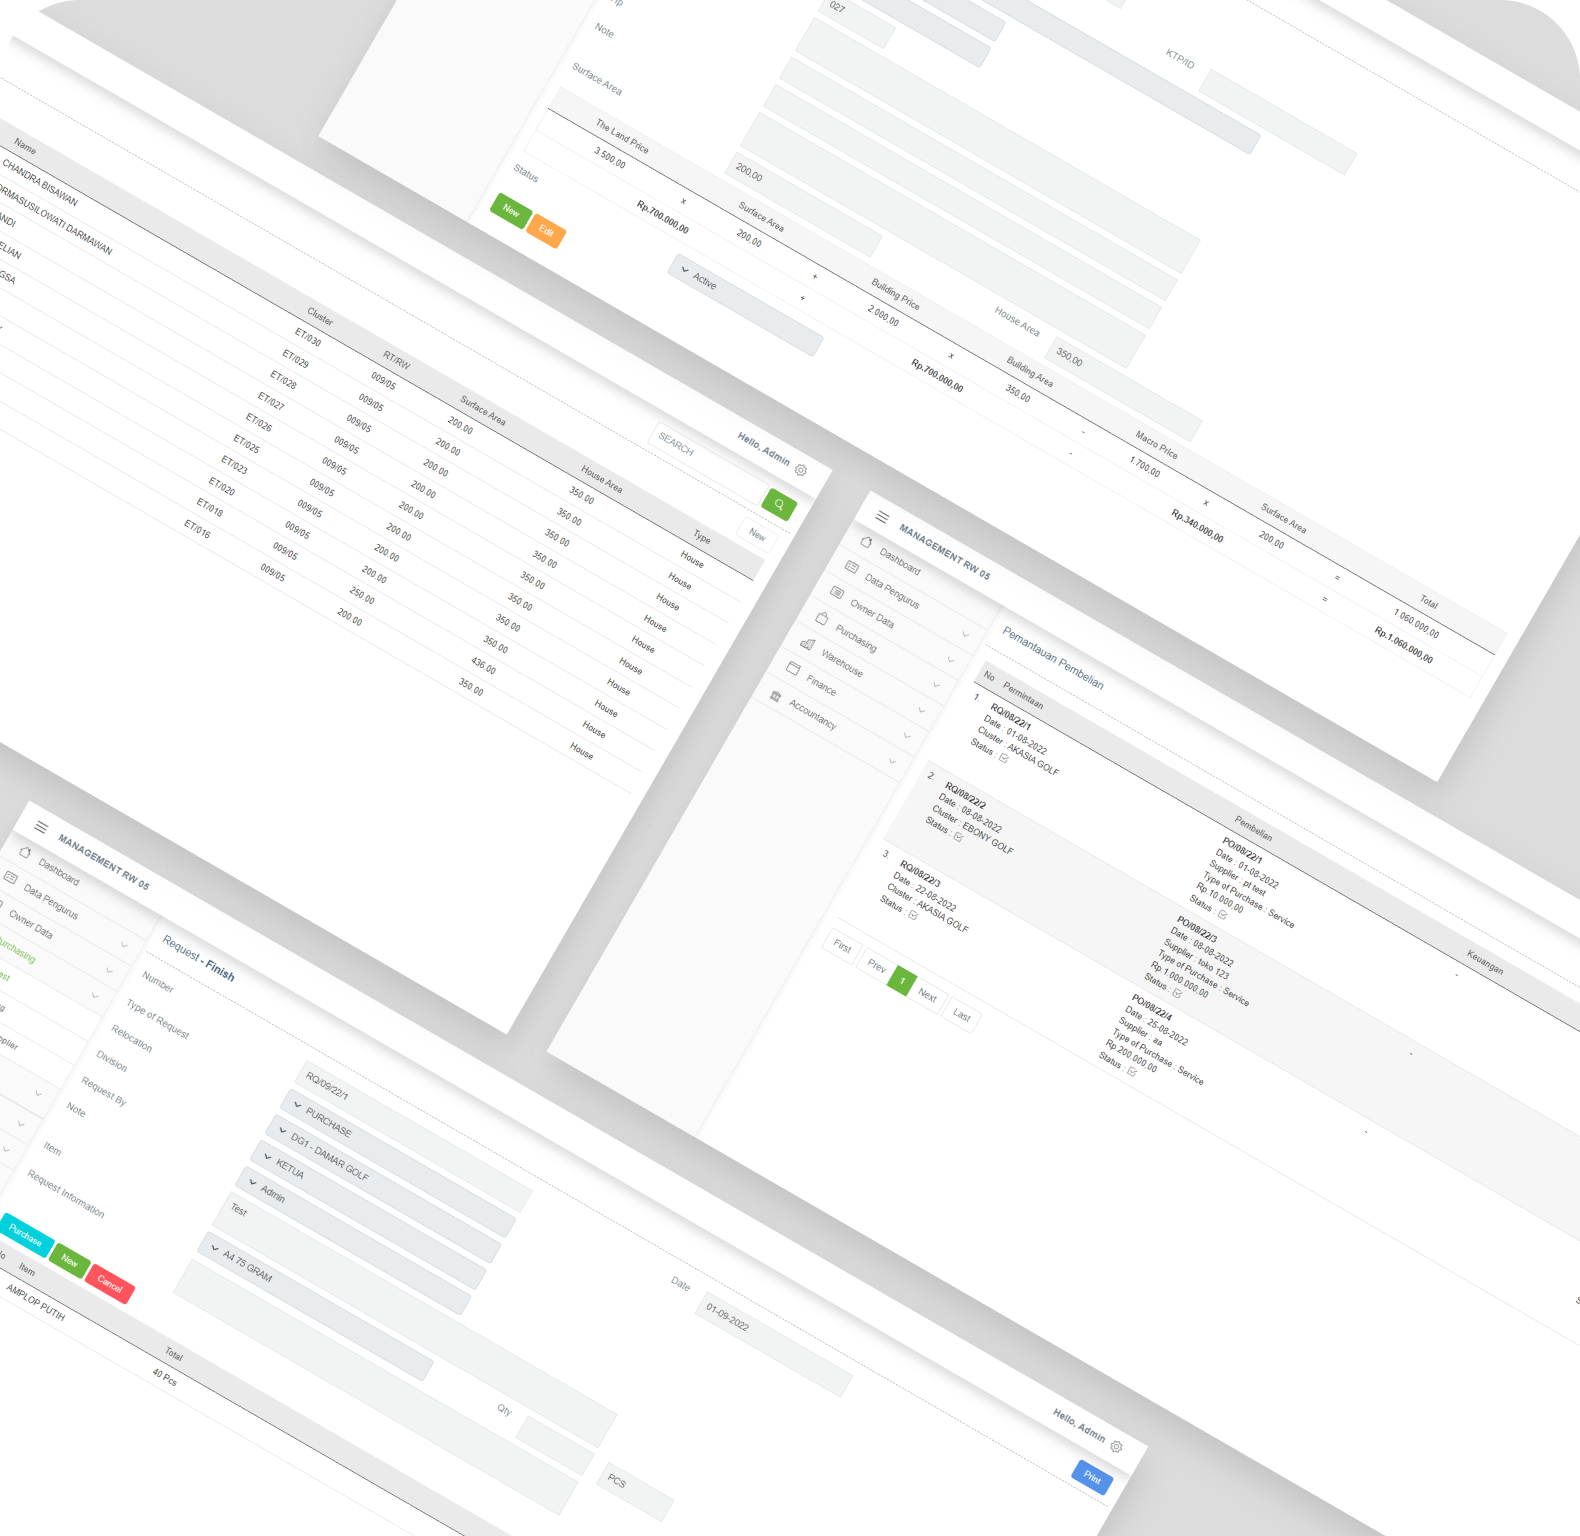 027
Note
KTP/ID
Surface Area
200,00
House Area
350,00
The Land Price
Surface Area
Building Price
Building Area
Macro Price
Surface Area
Total
3.500,00
x
200,00
+
2.000,00
x
350,00
-
1.700,00
x
200,00
=
1.060.000,00
Rp.700.000,00
+
Rp.700.000,00
-
Rp.340.000,00
=
Rp.1.060.000,00
Status
Active
New
Edit
Hello, Admin
SEARCH
New
Name
Cluster
RT/RW
Surface Area
House Area
Type
CHANDRA BISAWAN
ET/030
009/05
200.00
350.00
House
DARMAWAN
ET/029
009/05
200.00
350.00
House
ET/028
009/05
200.00
350.00
House
ET/027
009/05
200.00
350.00
House
ET/026
009/05
200.00
350.00
House
ET/025
009/05
200.00
350.00
House
ET/023
009/05
200.00
350.00
House
ET/020
009/05
200.00
350.00
House
ET/018
009/05
250.00
436.00
House
ET/016
009/05
200.00
350.00
House
MANAGEMENT RW 05
Dashboard
Data Pengurus
Owner Data
Purchasing
Warehouse
Finance
Accountancy
Pemantauan Pembelian
No
Permintaan
Pembelian
Keuangan
1.
RQ/08/22/1
Date : 01-08-2022
Cluster : AKASIA GOLF
Status :
PO/08/22/1
Date : 01-08-2022
Supplier : pt test
Type of Purchase : Service
Rp 10.000.00
Status :
-
2.
RQ/08/22/2
Date : 08-08-2022
Cluster : EBONY GOLF
Status :
PO/08/22/3
Date : 08-08-2022
Supplier : toko 123
Type of Purchase : Service
Rp 1.000.000.00
Status :
-
3.
RQ/08/22/3
Date : 22-08-2022
Cluster : AKASIA GOLF
Status :
PO/08/22/4
Date : 25-08-2022
Supplier : aa
Type of Purchase : Service
Rp 200.000.00
Status :
-
First
Prev
1
Next
Last
MANAGEMENT RW 05
Dashboard
Data Pengurus
Owner Data
Hello, Admin
Print
Request - Finish
Number
RQ/09/22/1
Date
01-09-2022
Type of Request
PURCHASE
Relocation
DG1 - DAMAR GOLF
Division
KETUA
Request By
Admin
Note
Test
Item
A4 75 GRAM
Qty
PCS
Request Information
Purchase
New
Cancel
Item
Total
AMPLOP PUTIH
40 Pcs